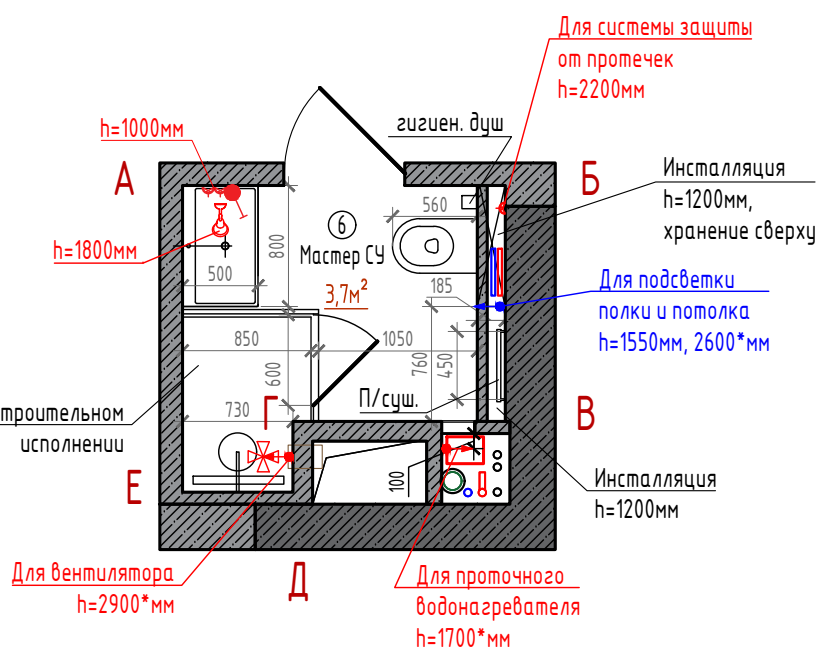 Для системы защиты
от протечек
h=2200мм
h=1000мм
гигиен. душ
А
Б
Инсталляция
h=1200мм,
хранение сверху
560
6
Мастер СУ
800
h=1800мм
500
3,7м²
185
Для подсветки
полки и потолка
h=1550мм, 2600*мм
850
1050
600
760
450
П/суш.
730
Г
В
троительном
исполнении
Е
100
Инсталляция
h=1200мм
Для вентилятора
h=2900*мм
Д
Для проточного
водонагревателя
h=1700*мм